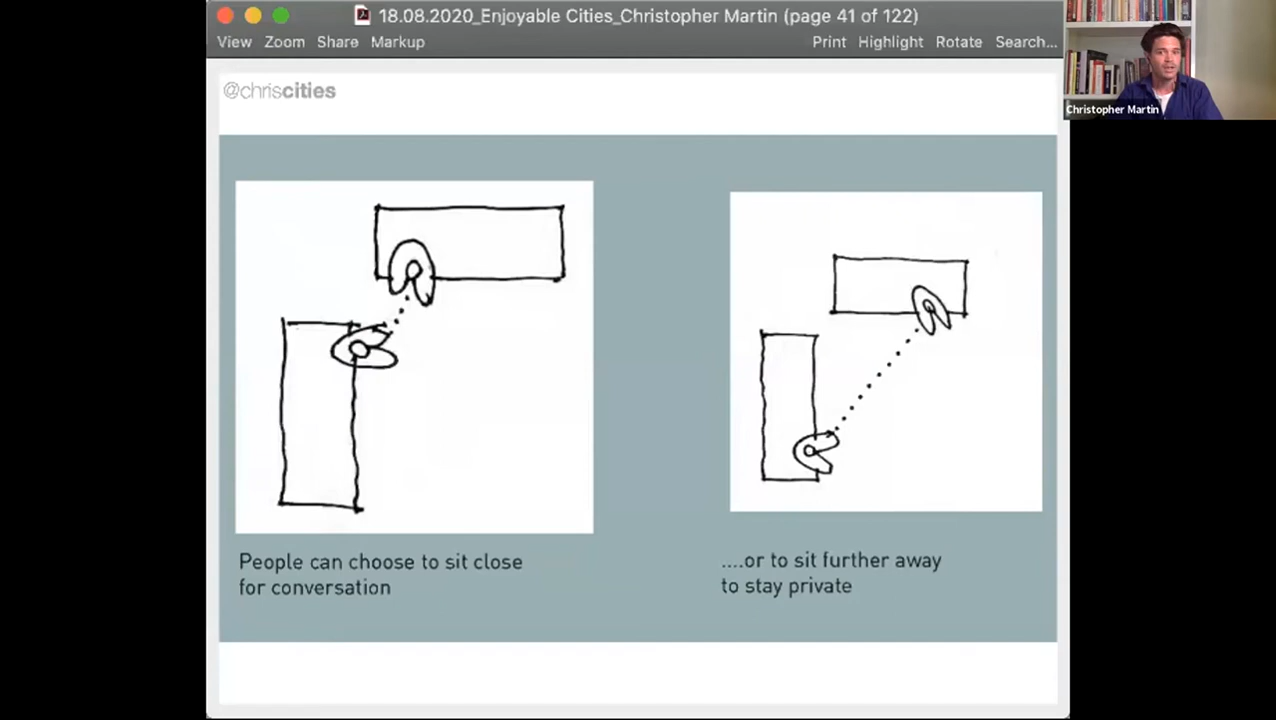 18.08.2020_Enjoyable Cities_Christopher Martin (page 41 of 122)
View Zoom Share Markup
Print Highlight Rotate Search...
@chriscities
Christopher Martin
People can choose to sit close
for conversation
....or to sit further away
to stay private